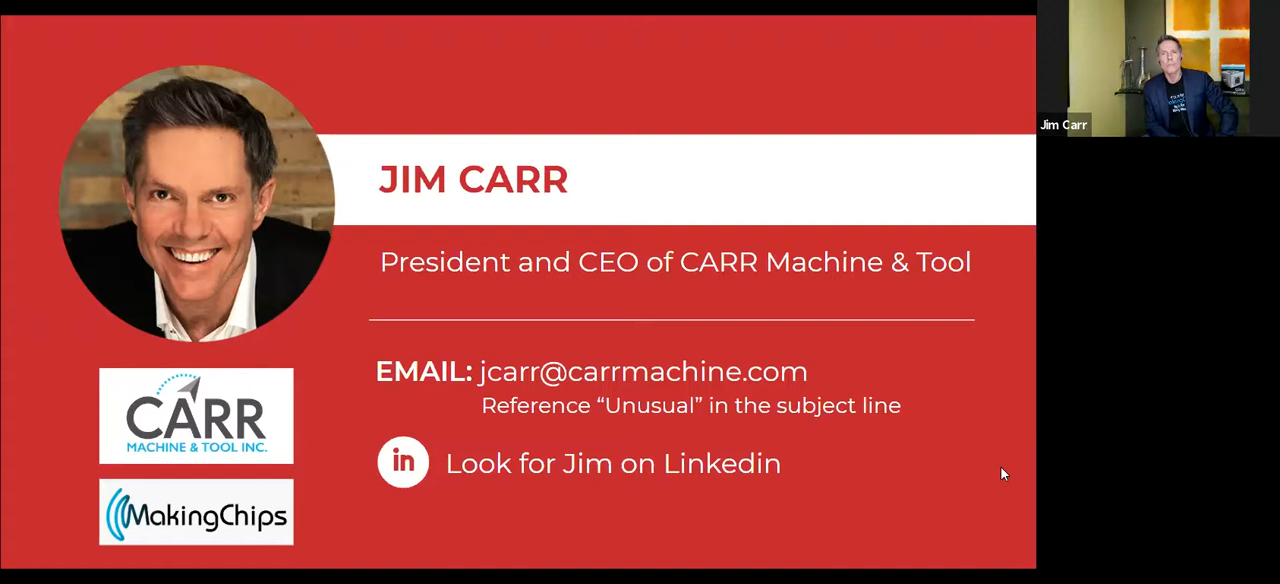 JIM CARR
President and CEO of CARR Machine & Tool
EMAIL: jcarr@carrmachine.com
Reference “Unusual” in the subject line
in Look for Jim on Linkedin
CARR
MACHINE & TOOL INC.
MakingChips
Jim Carr